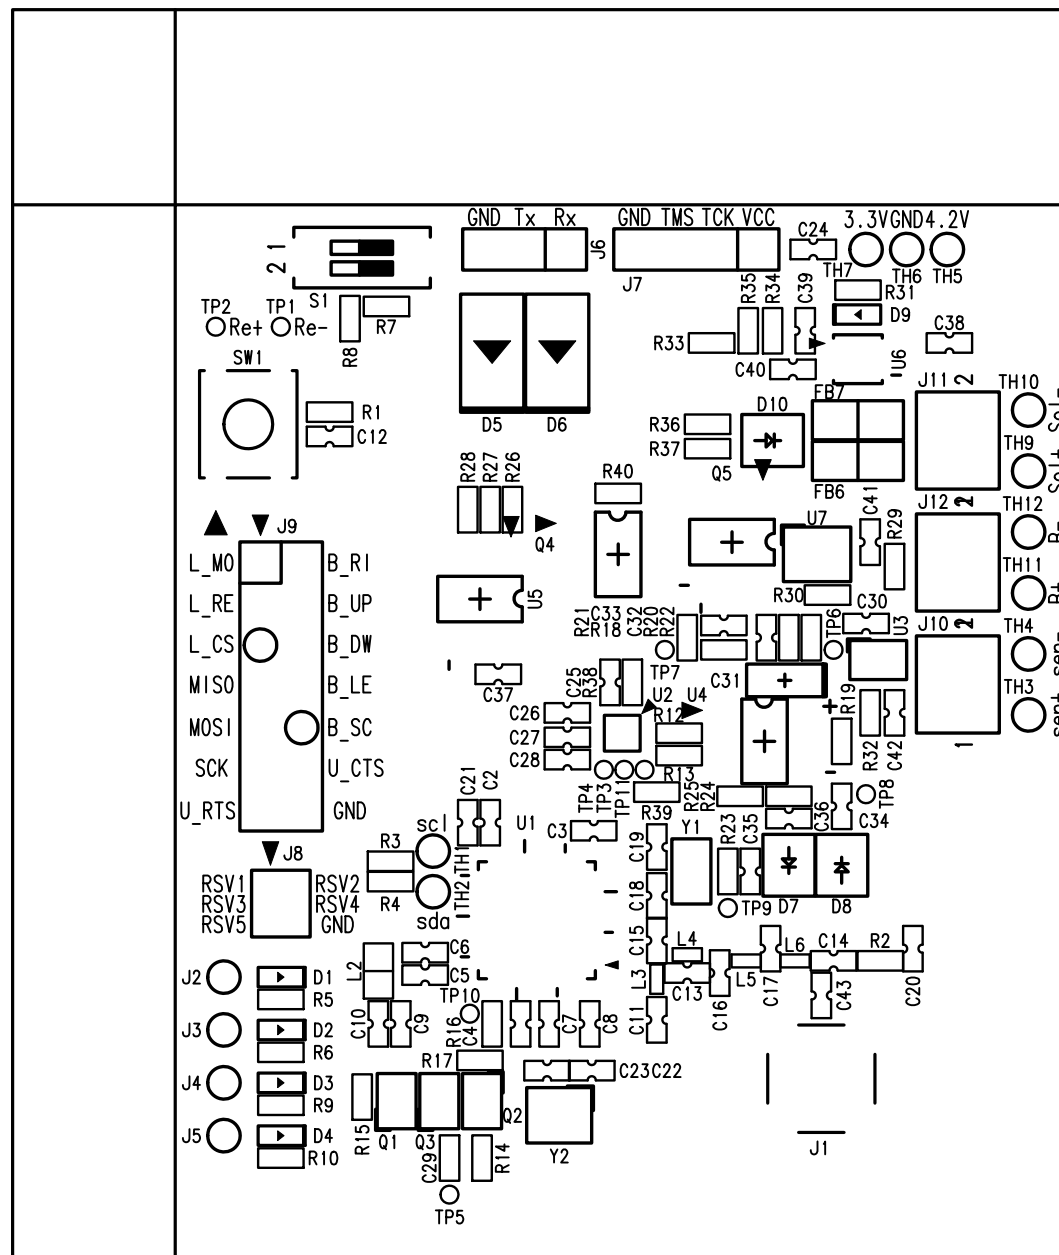 GND Tx Rx
J6
GND TMS TCK VCC
J7
C24
3.3V GND 4.2V
TH7 TH6 TH5
2 1
S1
TP2 TP1
Re+ Re-
R7
R8
R35 R34 C39
R31
D9
R33
C40
U6
C38
SW1
R1
C12
D5 D6
FB7
D10
J11 2
TH10
Sol-
R36
R37
Q5
FB6
TH9
Sol+
R28 R27 R26
R40
C41
J12 2
TH12
B-
J9
Q4
U7
R29
L_MO B_RI
L_RE B_UP
L_CS B_DW
MISO B_LE
MOSI B_SC
SCK U_CTS
U_RTS GND
TH11
B+
U5
R30
C30
R21 C33 R18 C32 R20 R22
TP6
U3
J10 2
TH4
sen-
TP7
C37
C25 R38
U2 U4
C31
R19
TH3
sen+
1
C26
C27
C28
R12
R13
R32 C42
TP4 TP3 TP11
R25 R24
R39
C36
C34
TP8
C21 C2
U1
C3
C19
Y1
R23 C35
scl
TH1
R3
R4
TH2
sda
J8
RSV1 RSV2
RSV3 RSV4
RSV5 GND
C18
TP9
D7 D8
C15
L4
L3
C13
C16
L5
C17
L6
C14
R2
C20
C43
C6
C5
L2
TP10
J2
D1
R5
C10 C9
R16 C4
C7 C8
C11
J3
D2
R6
R17
C23 C22
J4
D3
R9
J5
D4
R10
R15
Q1 Q3
Q2
C29
R14
Y2
J1
TP5